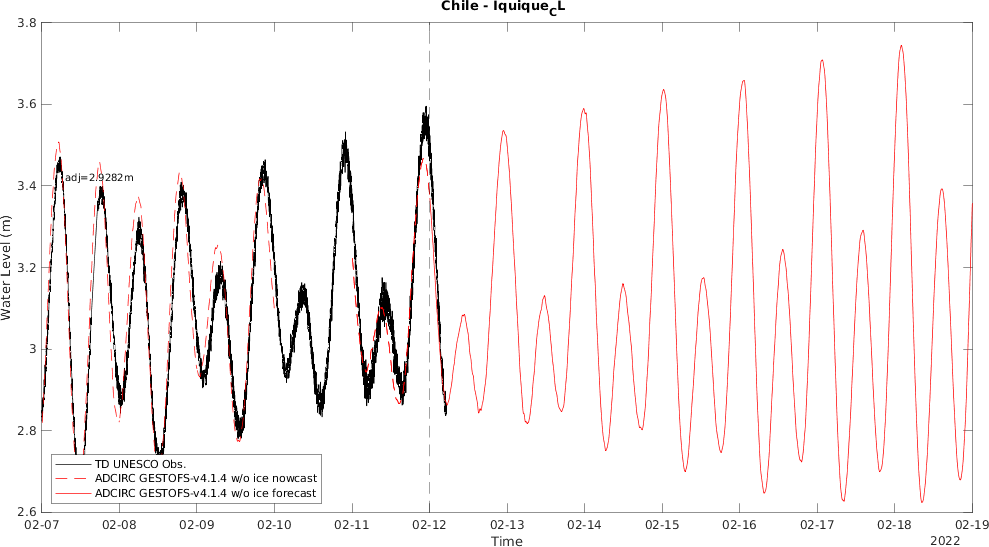 Chile - Iquique_CL
3.8
3.6
3.4
3.2
3
2.8
2.6
Water Level (m)
adj=2.9282m
TD UNESCO Obs.
ADCIRC GESTOFS-v4.1.4 w/o ice nowcast
ADCIRC GESTOFS-v4.1.4 w/o ice forecast
02-07 02-08 02-09 02-10 02-11 02-12 02-13 02-14 02-15 02-16 02-17 02-18 02-19
Time
2022